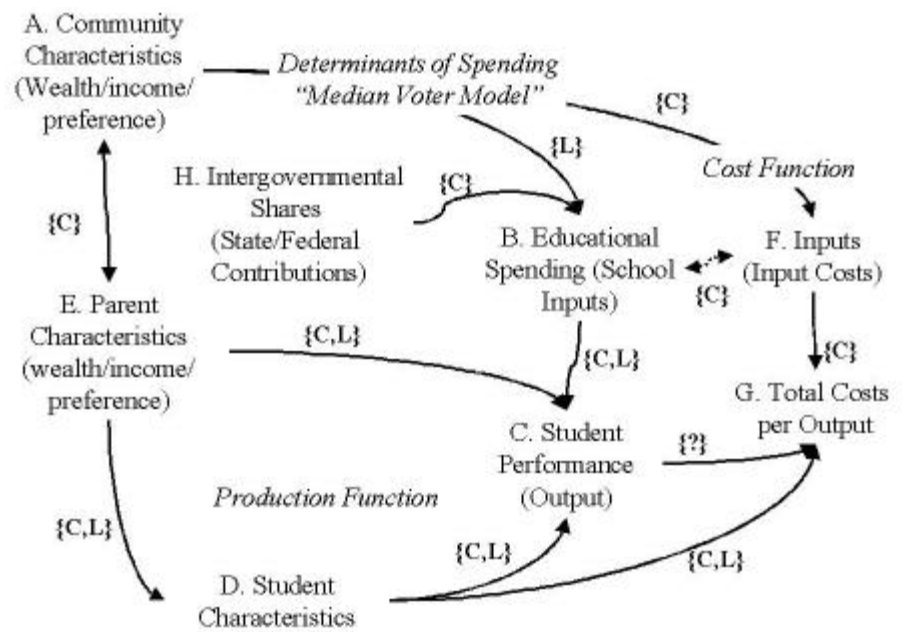 A. Community
Characteristics
(Wealth/income/
preference)
Determinants of Spending
“Median Voter Model”
{C}
{L}
Cost Function
H. Intergovernmental
Shares
(State/Federal
Contributions)
{C}
{C}
B. Educational
Spending (School
Inputs)
{C}
F. Inputs
(Input Costs)
E. Parent
Characteristics
(wealth/income/
preference)
{C,L}
{C,L}
{C}
G. Total Costs
per Output
C. Student
Performance
(Output)
{?}
Production Function
{C,L}
{C,L}
{C,L}
D. Student
Characteristics